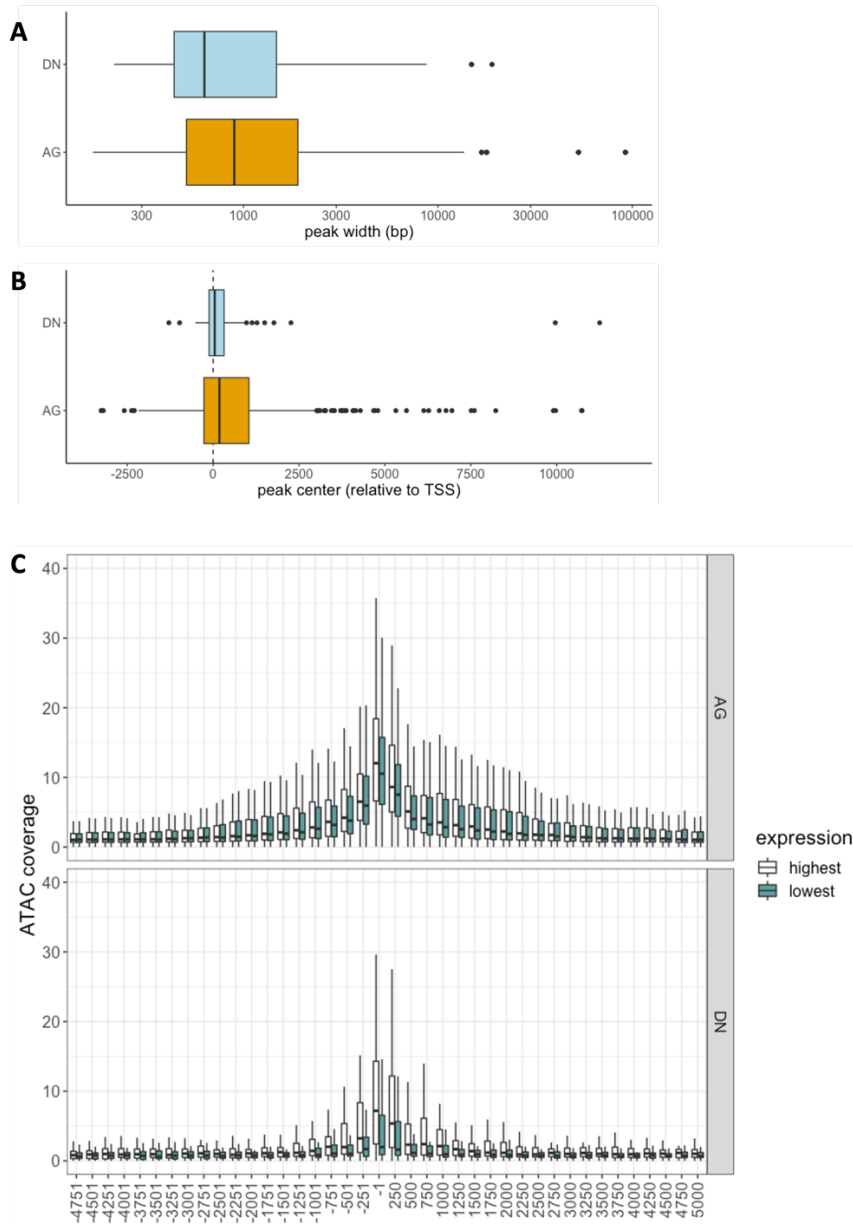 A
DN
AG
300 1000 3000 10000 30000 100000
peak width (bp)
B
DN
AG
-2500 0 2500 5000 7500 10000
peak center (relative to TSS)
C
40
30
20
10
0
AG
40
30
20
10
0
DN
ATAC coverage
expression
highest
lowest
-4751 -4501 -4251 -4001 -3751 -3501 -3251 -3001 -2751 -2501 -2251 -2001 -1751 -1501 -1251 -1001 -751 -501 -251 -1 250 500 750 1000 1250 1500 1750 2000 2250 2500 2750 3000 3250 3500 3750 4000 4250 4500 4750 5000